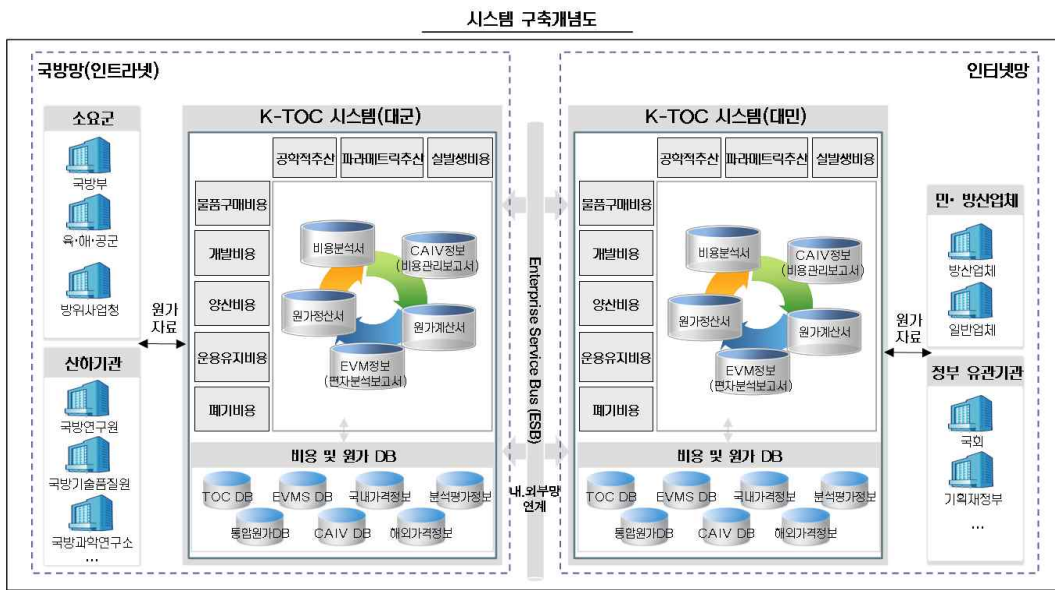 시스템 구축개념도
국방망(인트라넷)
소요군
국방부
육·해·공군
방위사업청
산하기관
국방연구원
국방기술품질원
국방과학연구소
...
원가
자료
K-TOC 시스템(대군)
공학적추산
파라메트릭추산
실발생비용
물품구매비용
개발비용
양산비용
운용유지비용
폐기비용
비용분석서
CAIV정보
(비용관리보고서)
원가정산서
원가계산서
EVM정보
(편차분석보고서)
비용 및 원가 DB
TOC DB
EVMS DB
국내가격정보
분석평가정보
통합원가DB
CAIV DB
해외가격정보
Enterprise Service Bus (ESB)
내.외부망
연계
인터넷망
K-TOC 시스템(대민)
공학적추산
파라메트릭추산
실발생비용
물품구매비용
개발비용
양산비용
운용유지비용
폐기비용
비용분석서
CAIV정보
(비용관리보고서)
원가정산서
원가계산서
EVM정보
(편차분석보고서)
비용 및 원가 DB
TOC DB
EVMS DB
국내가격정보
분석평가정보
통합원가DB
CAIV DB
해외가격정보
원가
자료
민· 방산업체
방산업체
일반업체
정부 유관기관
국회
기획재정부
...